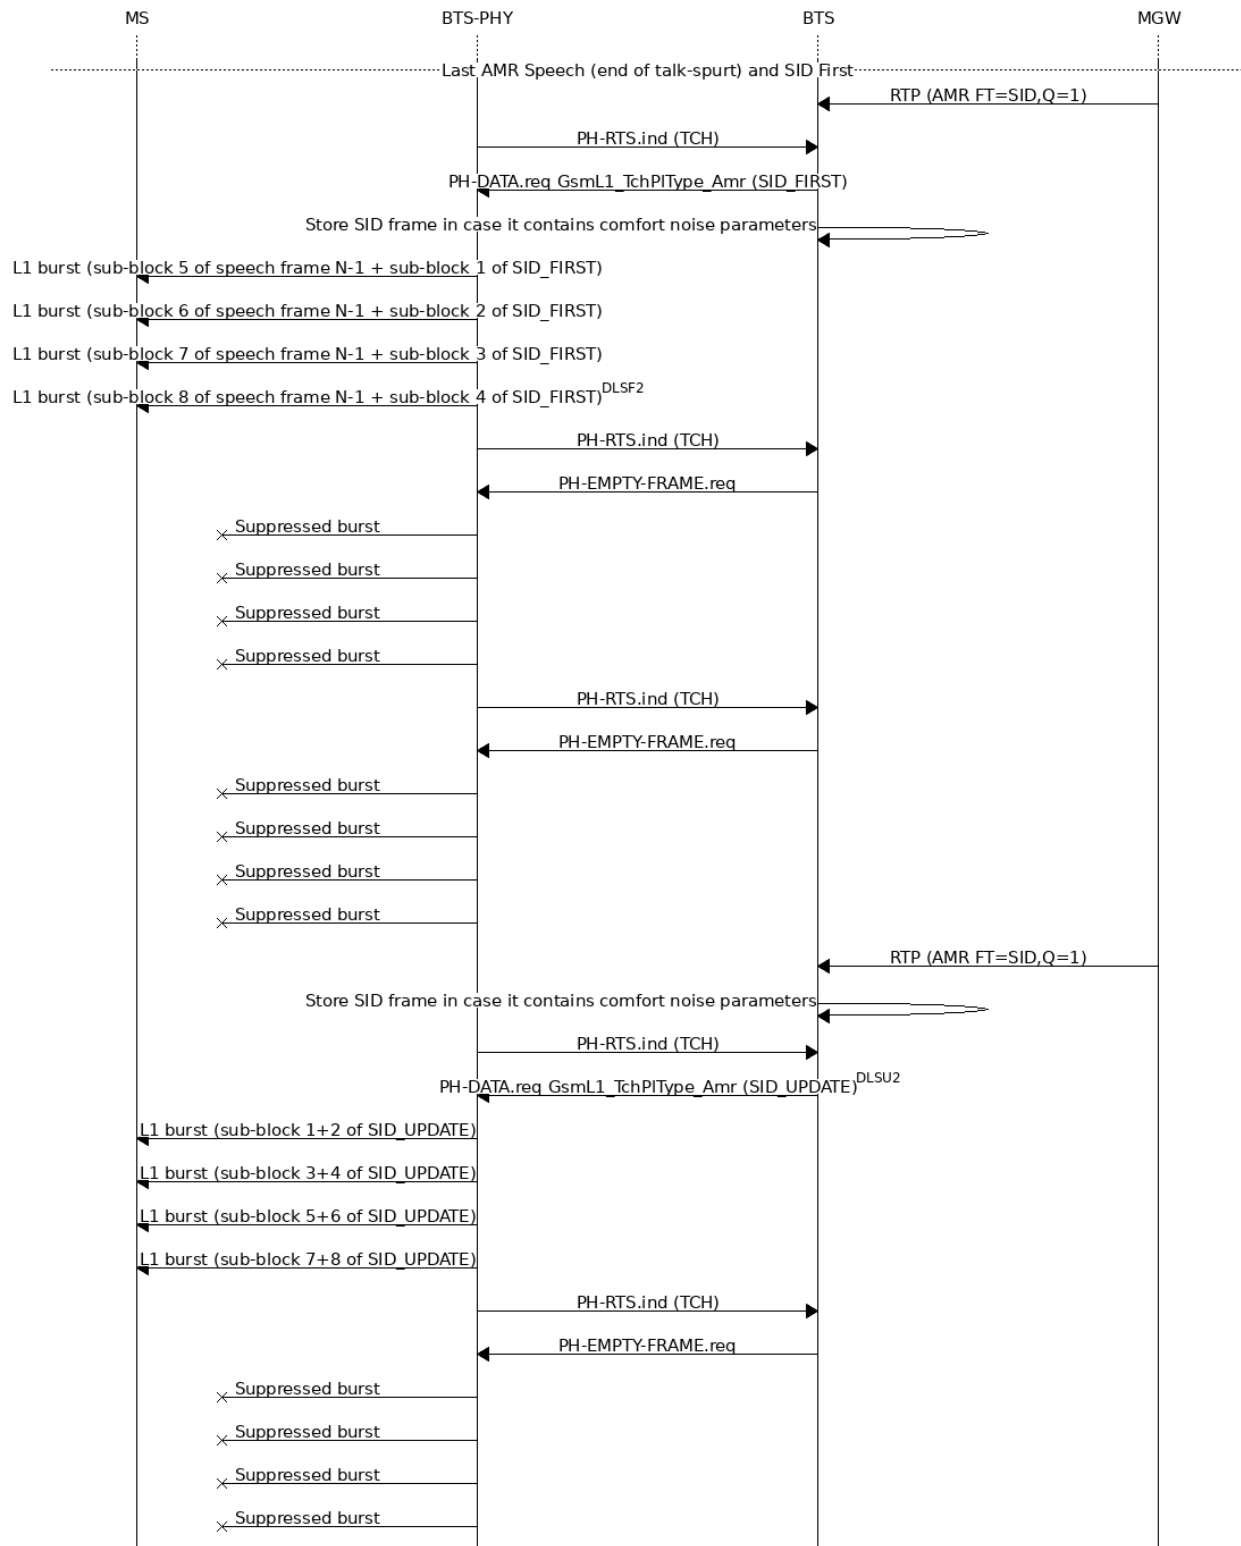 MS BTS-PHY BTS MGW
Last AMR Speech (end of talk-spurt) and SID First
RTP (AMR FT=SID,Q=1)
PH-RTS.ind (TCH)
PH-DATA.req GsmL1_TchPlType_Amr (SID_FIRST)
Store SID frame in case it contains comfort noise parameters
L1 burst (sub-block 5 of speech frame N-1 + sub-block 1 of SID_FIRST)
L1 burst (sub-block 6 of speech frame N-1 + sub-block 2 of SID_FIRST)
L1 burst (sub-block 7 of speech frame N-1 + sub-block 3 of SID_FIRST)
L1 burst (sub-block 8 of speech frame N-1 + sub-block 4 of SID_FIRST) DLSF2
PH-RTS.ind (TCH)
PH-EMPTY-FRAME.req
Suppressed burst
Suppressed burst
Suppressed burst
Suppressed burst
PH-RTS.ind (TCH)
PH-EMPTY-FRAME.req
Suppressed burst
Suppressed burst
Suppressed burst
Suppressed burst
RTP (AMR FT=SID,Q=1)
Store SID frame in case it contains comfort noise parameters
PH-RTS.ind (TCH)
PH-DATA.req GsmL1_TchPlType_Amr (SID_UPDATE) DLSU2
L1 burst (sub-block 1+2 of SID_UPDATE)
L1 burst (sub-block 3+4 of SID_UPDATE)
L1 burst (sub-block 5+6 of SID_UPDATE)
L1 burst (sub-block 7+8 of SID_UPDATE)
PH-RTS.ind (TCH)
PH-EMPTY-FRAME.req
Suppressed burst
Suppressed burst
Suppressed burst
Suppressed burst